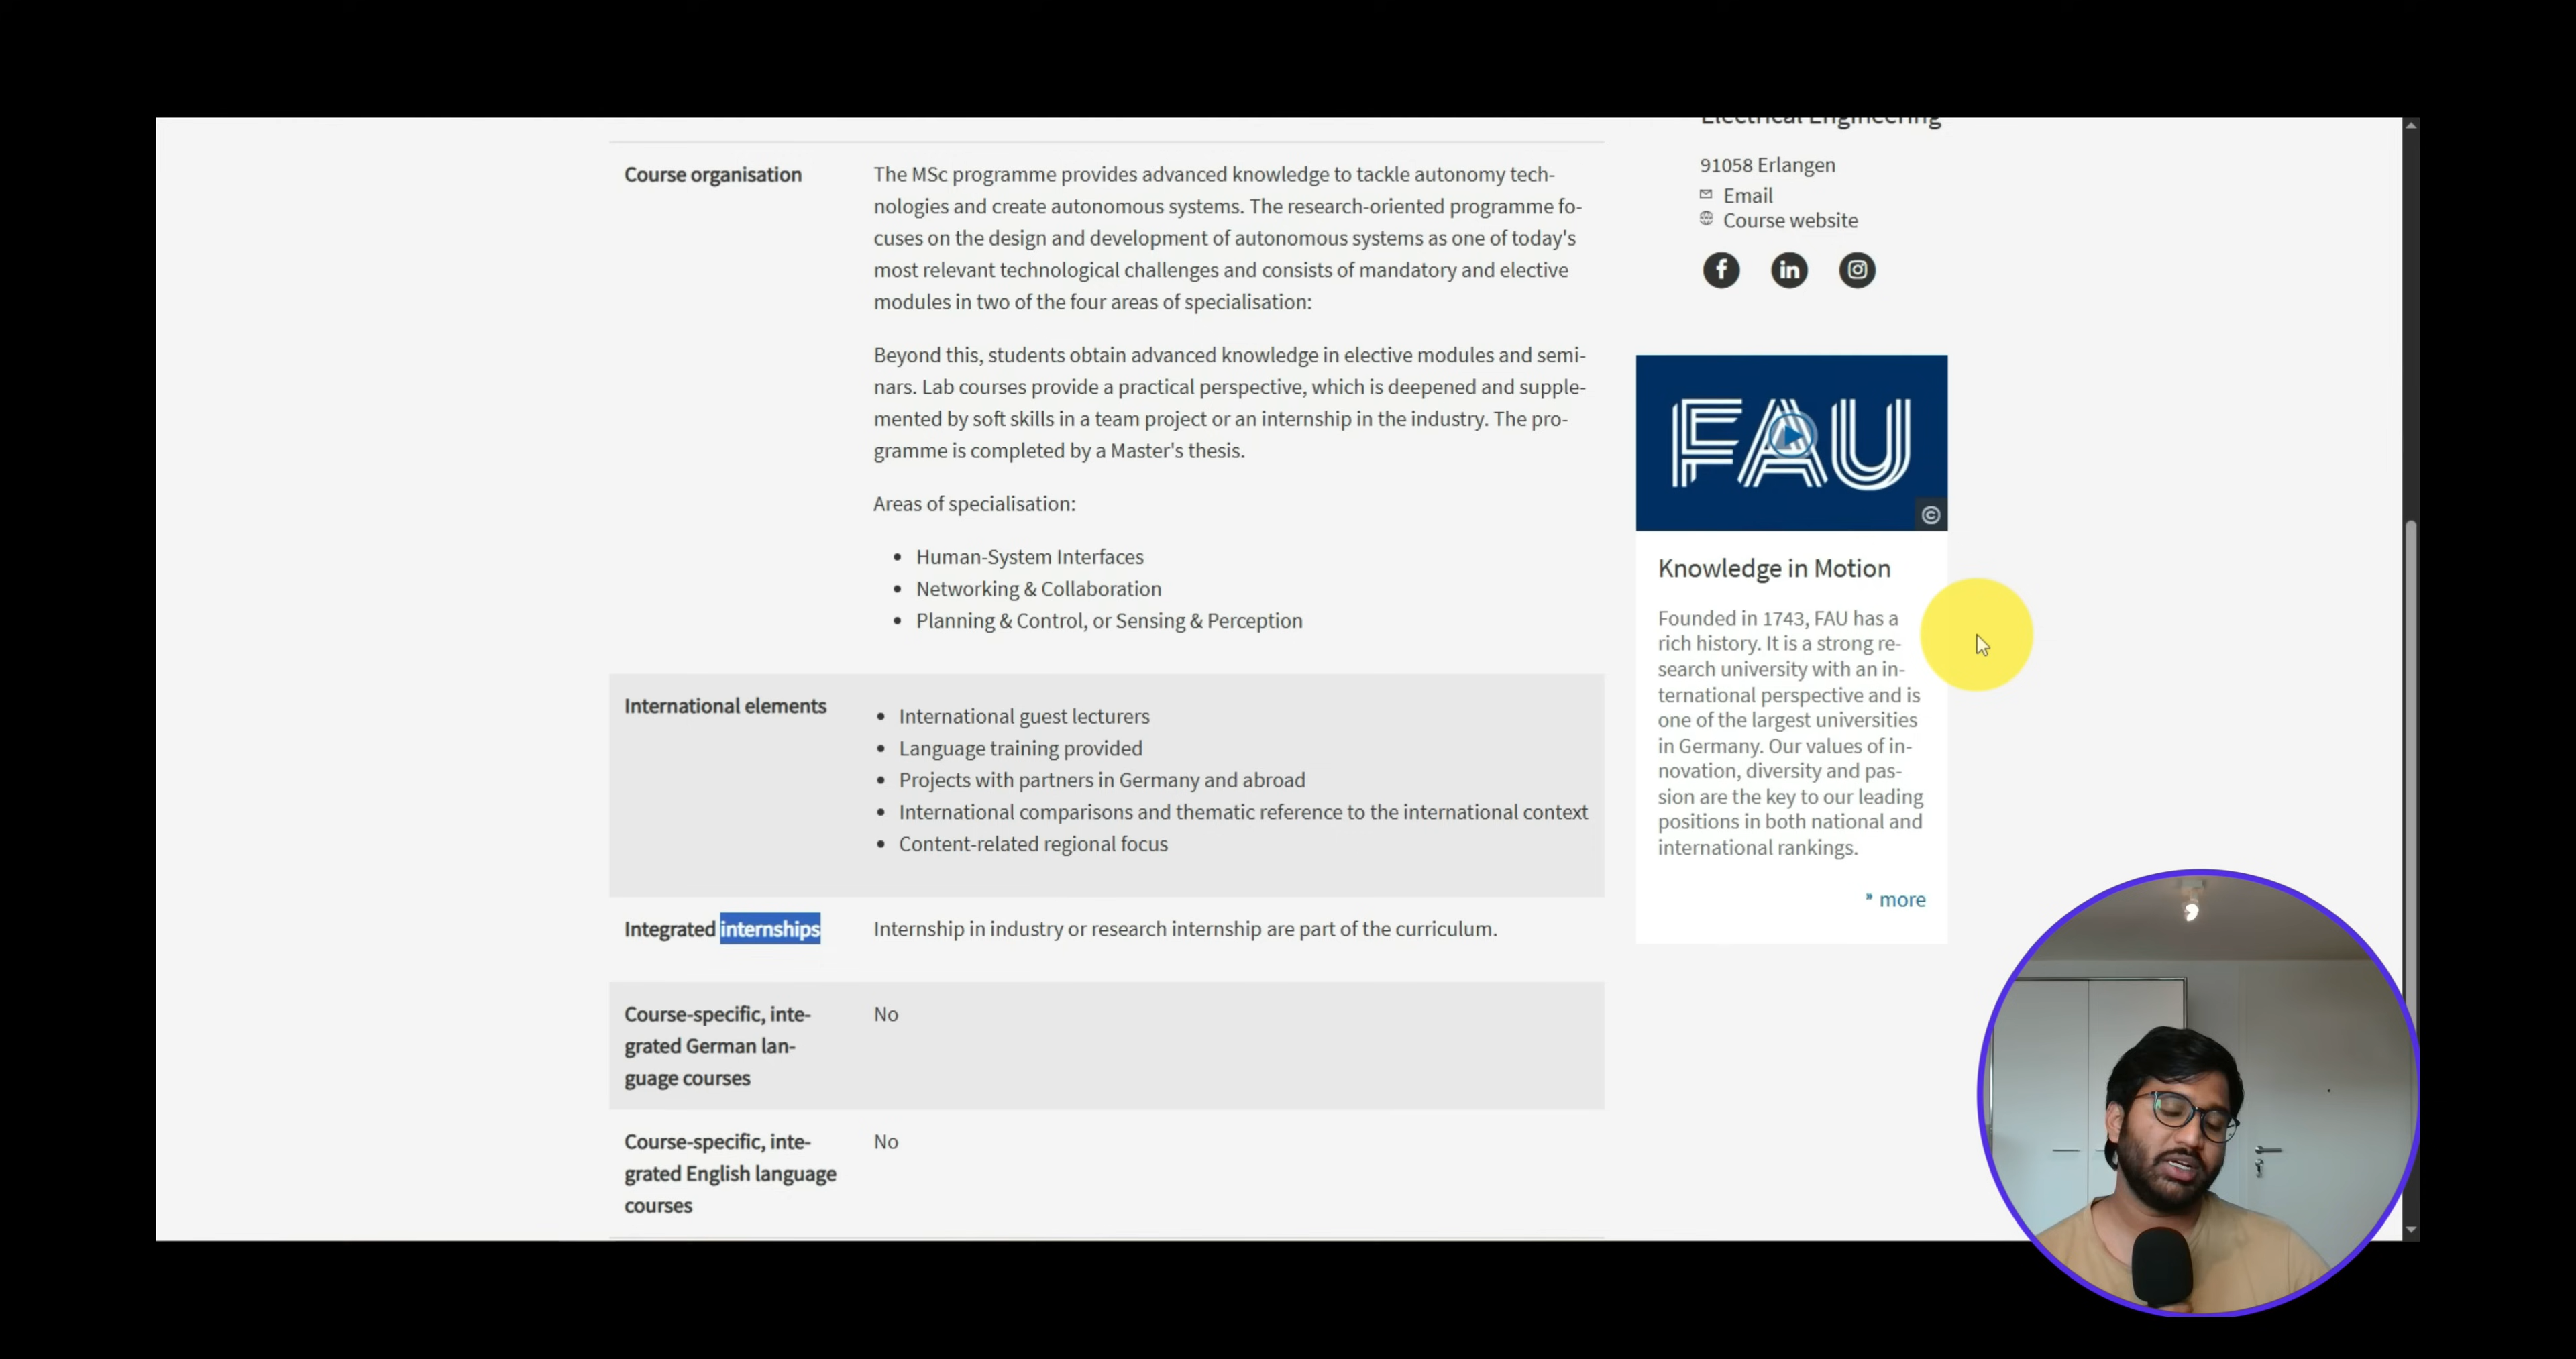 Electrical Engineering
Course organisation
The MSc programme provides advanced knowledge to tackle autonomy tech-
nologies and create autonomous systems. The research-oriented programme fo-
cuses on the design and development of autonomous systems as one of today's
most relevant technological challenges and consists of mandatory and elective
modules in two of the four areas of specialisation:
Beyond this, students obtain advanced knowledge in elective modules and semi-
nars. Lab courses provide a practical perspective, which is deepened and supple-
mented by soft skills in a team project or an internship in the industry. The pro-
gramme is completed by a Master's thesis.
Areas of specialisation:
• Human-System Interfaces
• Networking & Collaboration
• Planning & Control, or Sensing & Perception
International elements
• International guest lecturers
• Language training provided
• Projects with partners in Germany and abroad
• International comparisons and thematic reference to the international context
• Content-related regional focus
Integrated internships
Internship in industry or research internship are part of the curriculum.
Course-specific, inte-
grated German lan-
guage courses
No
Course-specific, inte-
grated English language
courses
No
91058 Erlangen
Email
Course website
f in
FAU
©
Knowledge in Motion
Founded in 1743, FAU has a
rich history. It is a strong re-
search university with an in-
ternational perspective and is
one of the largest universities
in Germany. Our values of in-
novation, diversity and pas-
sion are the key to our leading
positions in both national and
international rankings.
» more